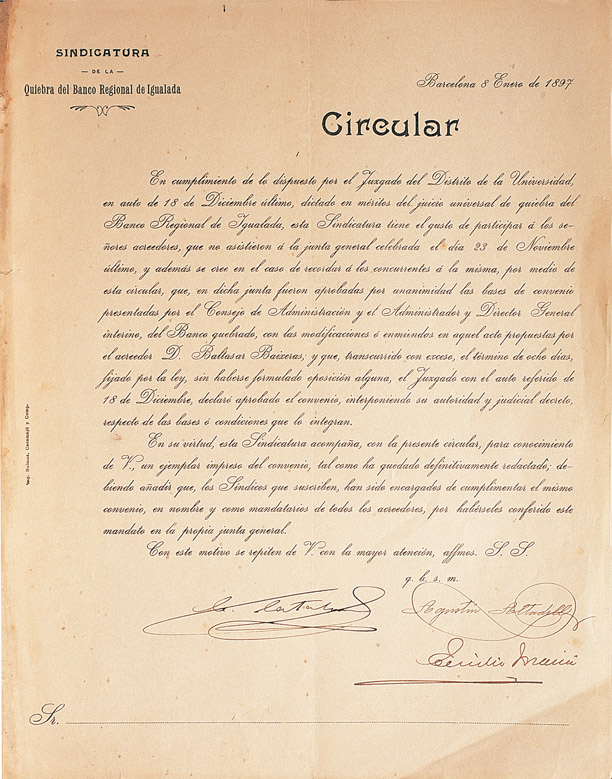 SINDICATURA
— DE LA —
Quiebra del Banco Regional de Igualada
Barcelona 8 Enero de 1897
Circular
En cumplimiento de lo dispuesto por el Juzgado del Distrito de la Universidad,
en auto de 18 de Diciembre último, dictado en méritos del juicio universal de quiebra del
Banco Regional de Igualada, esta Sindicatura tiene el gusto de participar á los se-
ñores acreedores, que no asistieron á la junta general celebrada el día 23 de Noviembre
último, y además se cree en el caso de recordar á los concurrentes á la misma, por medio de
esta circular, que, en dicha junta fueron aprobadas por unanimidad las bases de convenio
presentadas por el Consejo de Administración y el Administrador y Director General
interino, del Banco quebrado, con las modificaciones ó enmiendas en aquel acto propuestas por
el acreedor D. Baltasar Baixeras; y que, transcurrido con exceso, el término de ocho días,
fijado por la ley, sin haberse formulado oposición alguna, el Juzgado con el auto referido de
18 de Diciembre, declaró aprobado el convenio, interponiendo su autoridad y judicial decreto,
respecto de las bases ó condiciones que lo integran.
En su virtud, esta Sindicatura acompaña, con la presente circular, para conocimiento
de V., un ejemplar impreso del convenio, tal como ha quedado definitivamente redactado; de-
biendo añadir que, los Síndicos que suscriben, han sido encargados de cumplimentar el mismo
convenio, en nombre y como mandatarios de todos los acreedores, por habérseles conferido este
mandato en la propia junta general.
Con este motivo se repiten de V. con la mayor atención, affmos. S. S.
q. b. s. m.
Agustin
Emilio
Sr.